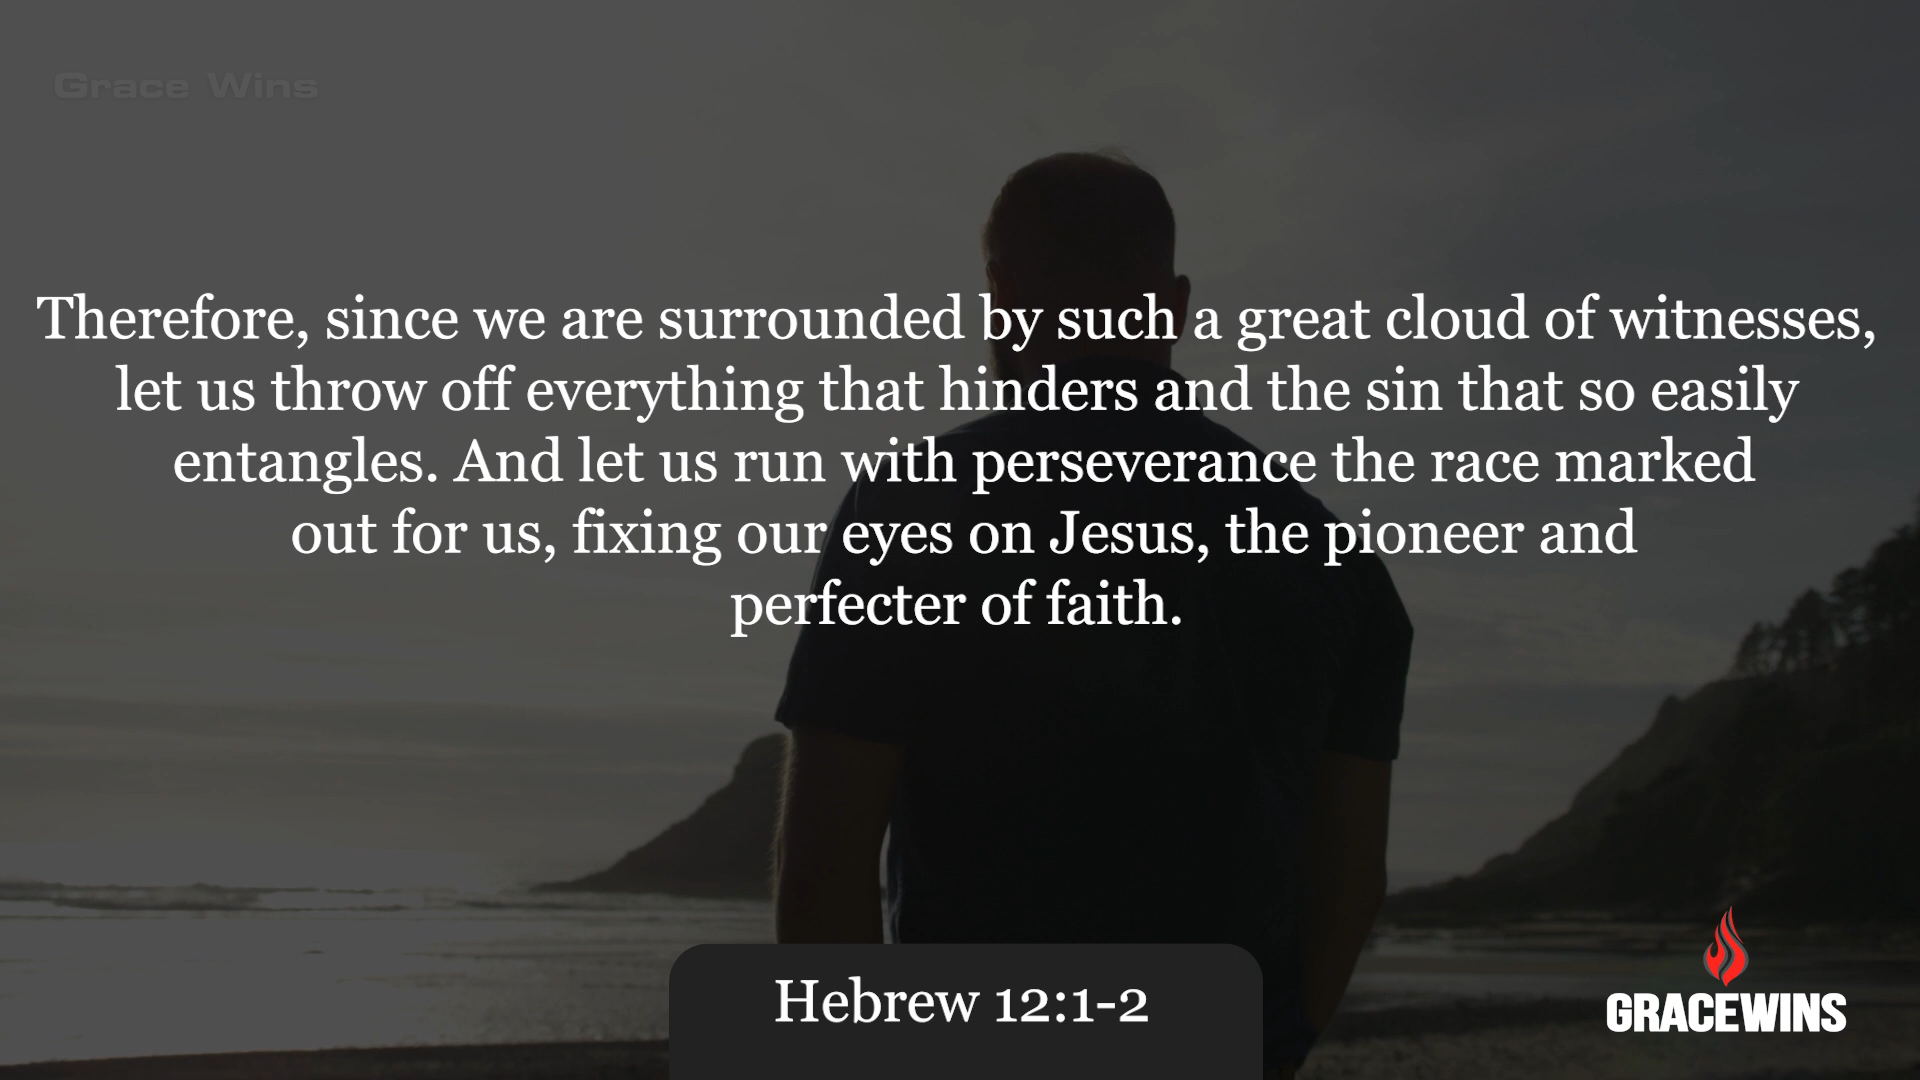 Grace Wins
Therefore, since we are surrounded by such a great cloud of witnesses,
let us throw off everything that hinders and the sin that so easily
entangles. And let us run with perseverance the race marked
out for us, fixing our eyes on Jesus, the pioneer and
perfecter of faith.
Hebrew 12:1-2
GRACEWINS